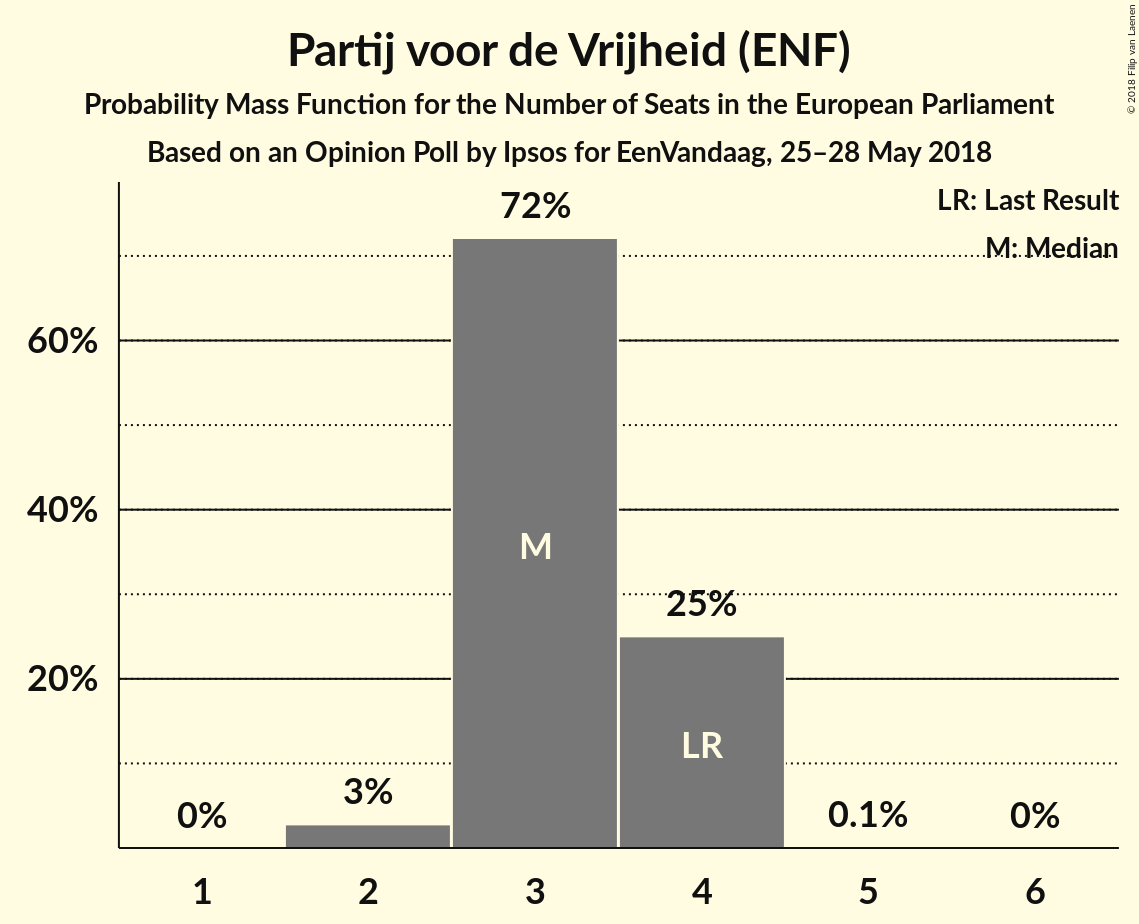 Partij voor de Vrijheid (ENF)
Probability Mass Function for the Number of Seats in the European Parliament
Based on an Opinion Poll by Ipsos for EenVandaag, 25–28 May 2018
© 2018 Filip van Laenen
LR: Last Result
M: Median
72%
60%
40%
M
25%
20%
LR
3%
0%
0.1%
0%
1 2 3 4 5 6